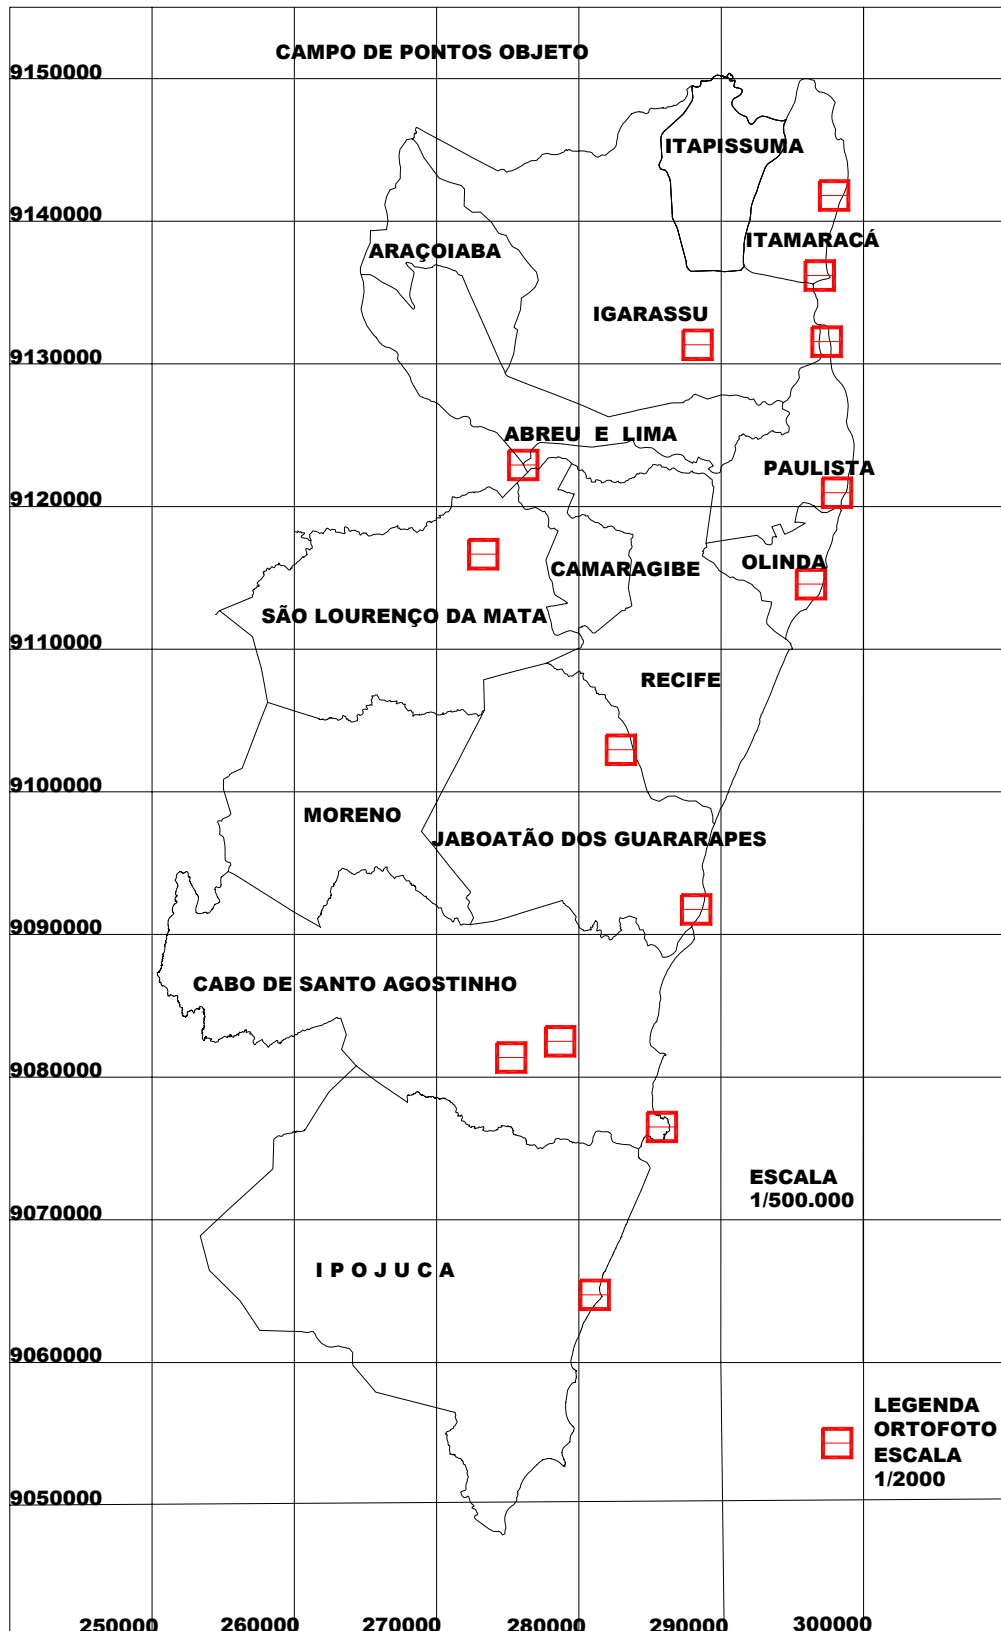 CAMPO DE PONTOS OBJETO
9150000
ITAPISSUMA
9140000
ITAMARACÁ
ARAÇOIABA
IGARASSU
9130000
ABREU E LIMA
PAULISTA
9120000
OLINDA
CAMARAGIBE
SÃO LOURENÇO DA MATA
9110000
RECIFE
9100000
MORENO
JABOATÃO DOS GUARARAPES
9090000
CABO DE SANTO AGOSTINHO
9080000
ESCALA
1/500.000
9070000
I P O J U C A
9060000
LEGENDA
ORTOFOTO
ESCALA
1/2000
9050000
250000 260000 270000 280000 290000 300000